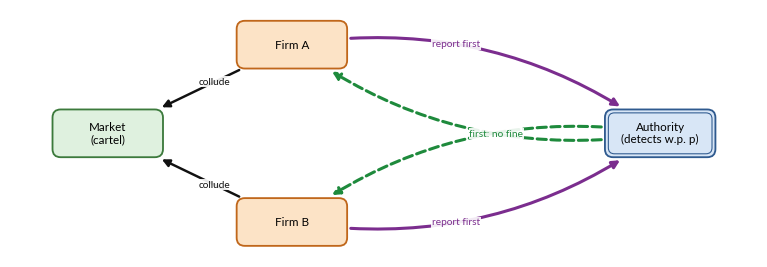 Firm A
report first
collude
Market
(cartel)
first: no fine
Authority
(detects w.p. p)
collude
Firm B
report first